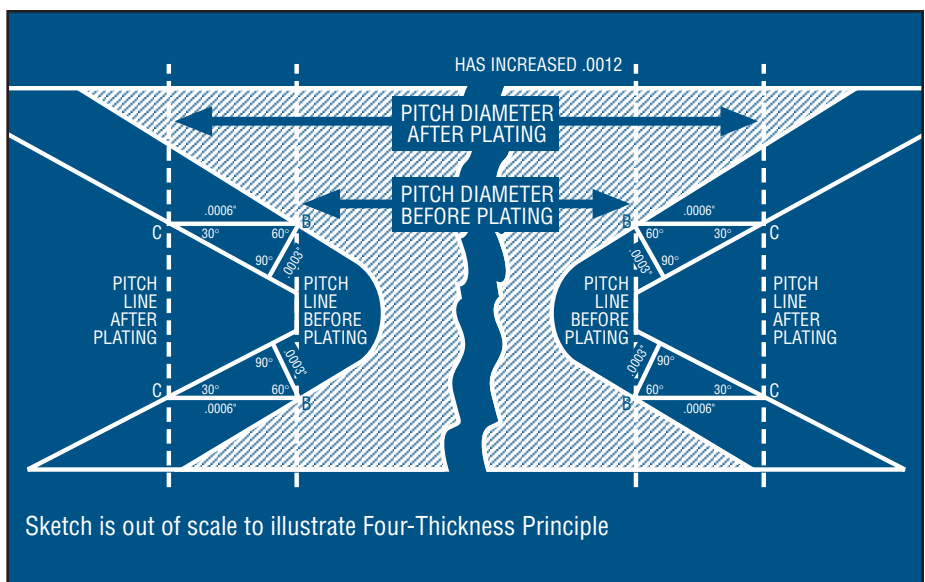 HAS INCREASED .0012
PITCH DIAMETER
AFTER PLATING
PITCH DIAMETER
BEFORE PLATING
.0006"
.0006"
B
B
C
30°
60°
60°
30°
C
90°
.0003"
.0003"
90°
PITCH
LINE
AFTER
PLATING
PITCH
LINE
BEFORE
PLATING
PITCH
LINE
BEFORE
PLATING
PITCH
LINE
AFTER
PLATING
90°
.0003"
.0003"
90°
C
30°
60°
60°
30°
C
B
B
.0006"
.0006"
Sketch is out of scale to illustrate Four-Thickness Principle